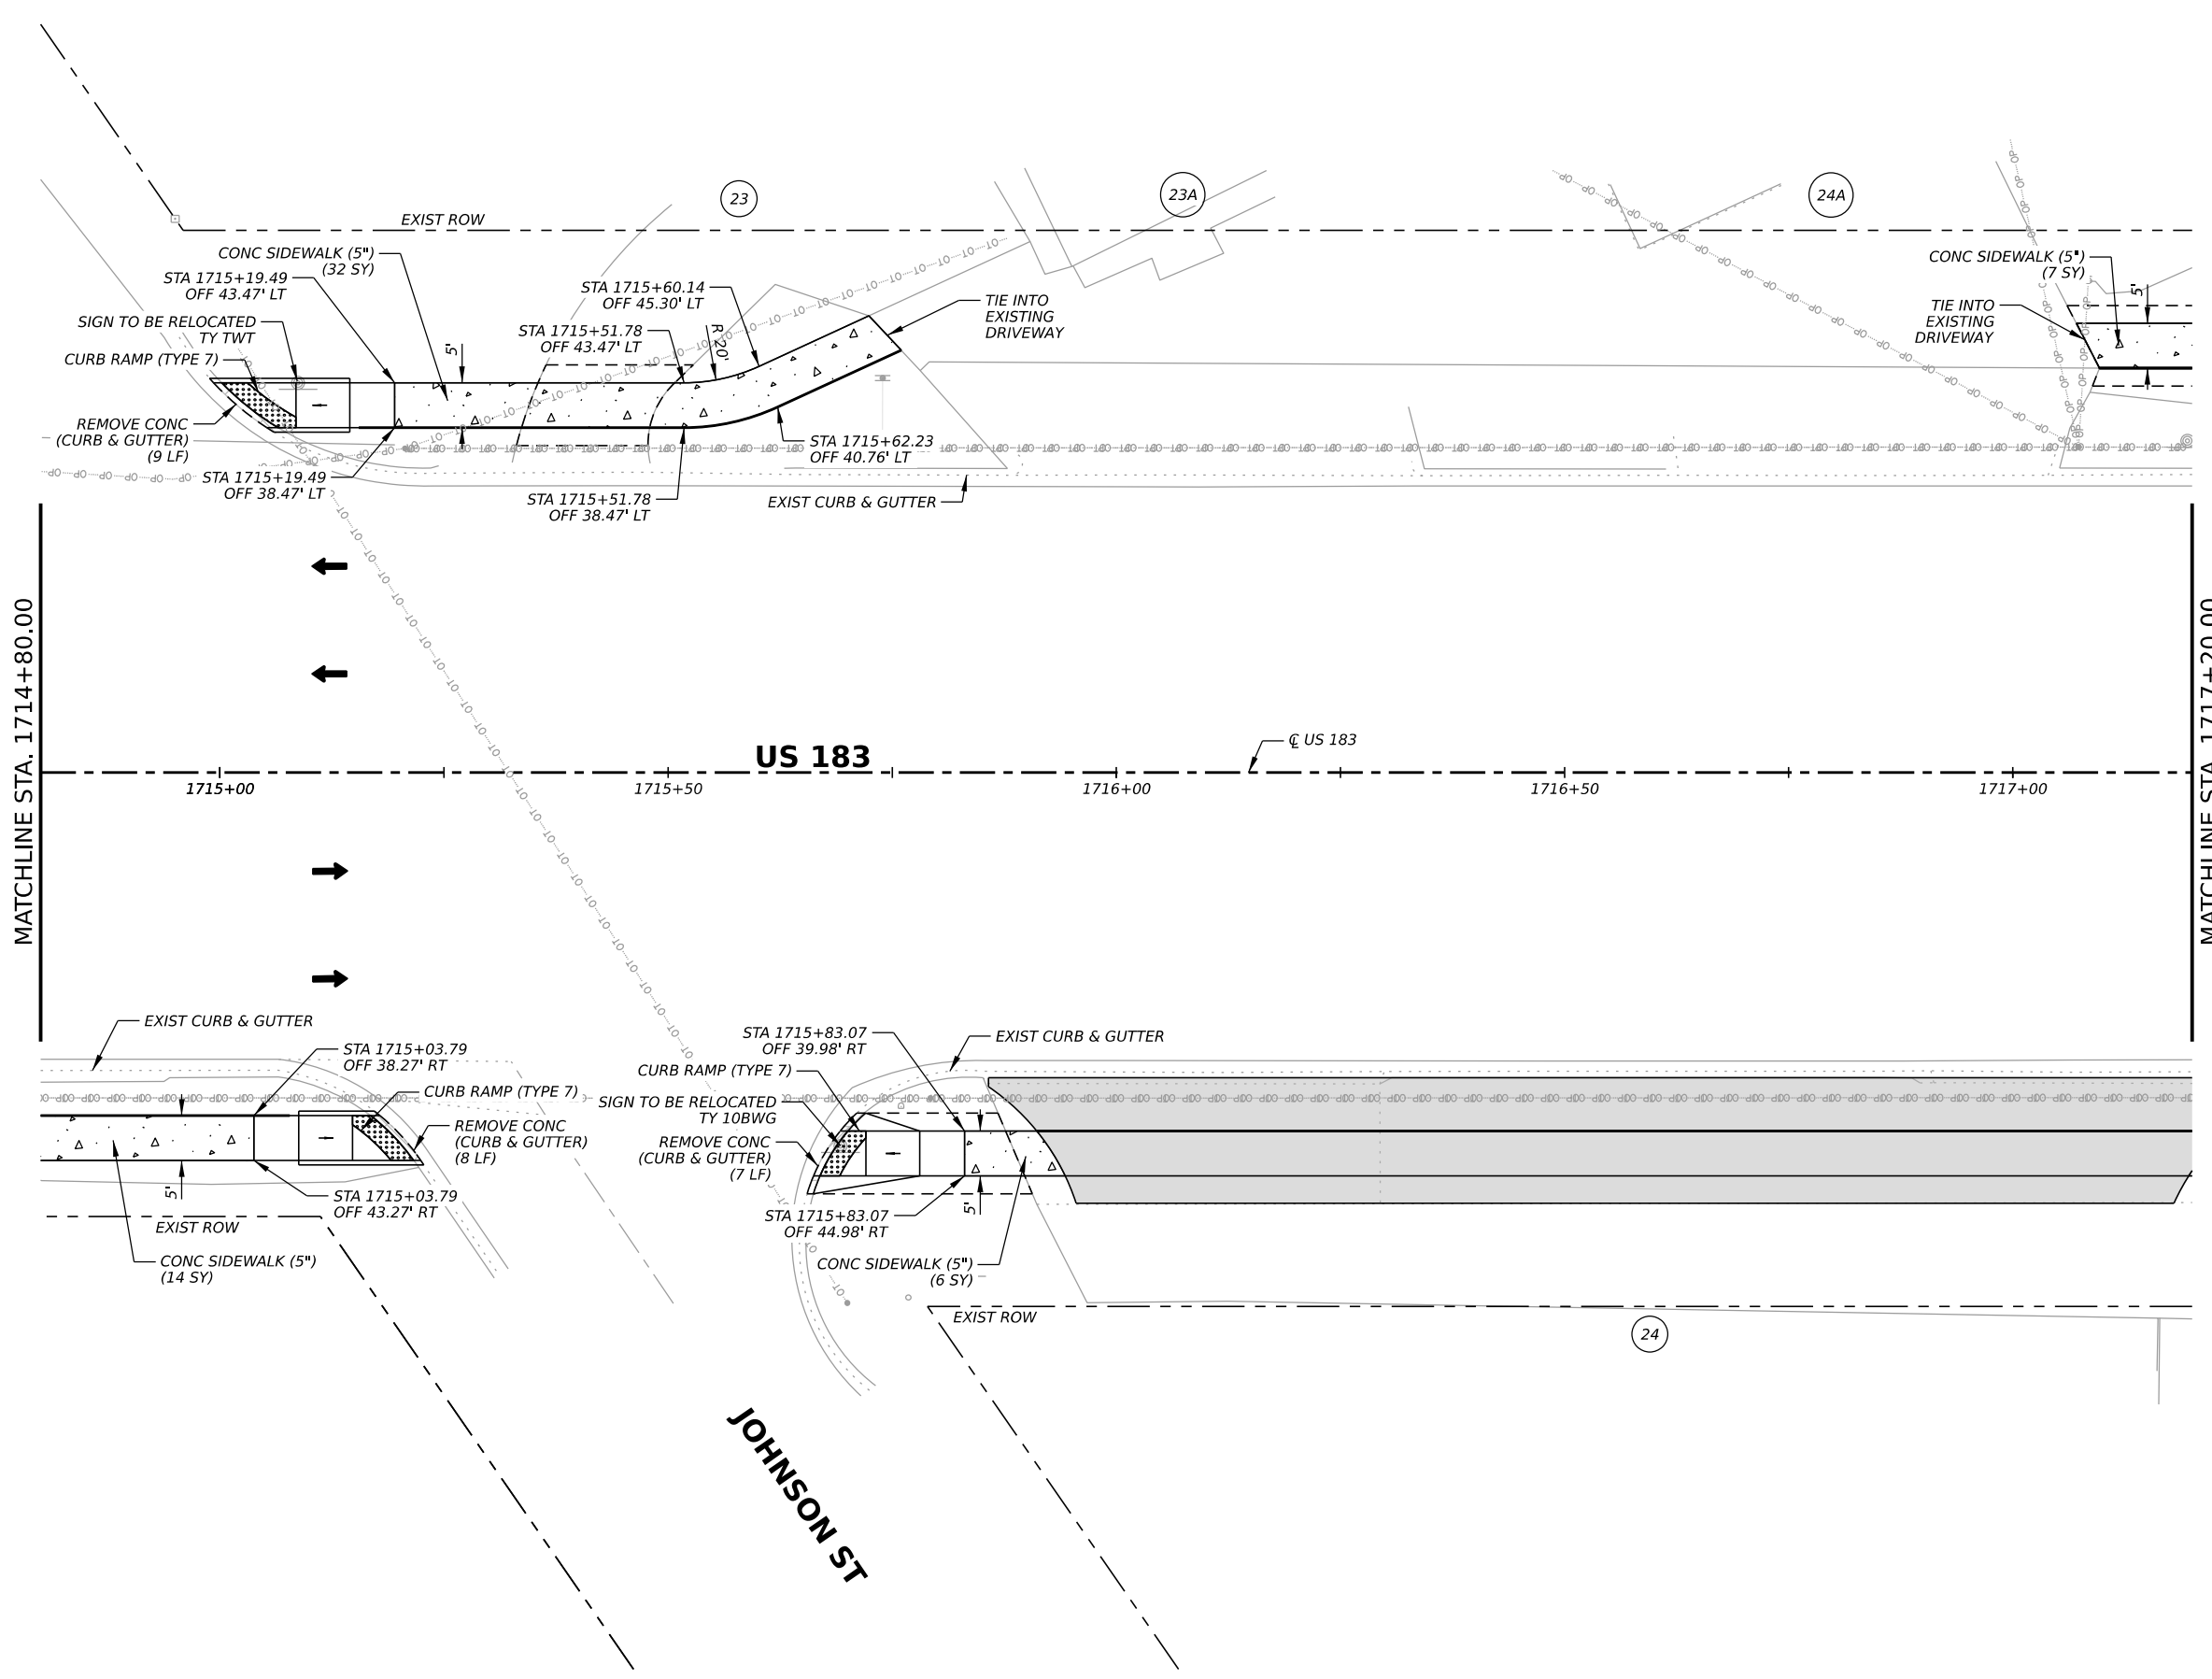 23
23A
24A
EXIST ROW
CONC SIDEWALK (5")
(32 SY)
STA 1715+19.49
OFF 43.47' LT
SIGN TO BE RELOCATED
TY TWT
CURB RAMP (TYPE 7)
REMOVE CONC
(CURB & GUTTER)
(9 LF)
STA 1715+19.49
OFF 38.47' LT
5'
STA 1715+60.14
OFF 45.30' LT
STA 1715+51.78
OFF 43.47' LT
R 20'
TIE INTO
EXISTING
DRIVEWAY
STA 1715+62.23
OFF 40.76' LT
STA 1715+51.78
OFF 38.47' LT
EXIST CURB & GUTTER
CONC SIDEWALK (5")
(7 SY)
TIE INTO
EXISTING
DRIVEWAY
5'
MATCHLINE STA. 1714+80.00
MATCHLINE STA. 1717+20.00
US 183
℄ US 183
1715+00
1715+50
1716+00
1716+50
1717+00
EXIST CURB & GUTTER
STA 1715+03.79
OFF 38.27' RT
CURB RAMP (TYPE 7)
REMOVE CONC
(CURB & GUTTER)
(8 LF)
5'
STA 1715+03.79
OFF 43.27' RT
EXIST ROW
CONC SIDEWALK (5")
(14 SY)
STA 1715+83.07
OFF 39.98' RT
EXIST CURB & GUTTER
CURB RAMP (TYPE 7)
SIGN TO BE RELOCATED
TY 10BWG
REMOVE CONC
(CURB & GUTTER)
(7 LF)
STA 1715+83.07
OFF 44.98' RT
5'
CONC SIDEWALK (5")
(6 SY)
EXIST ROW
24
JOHNSON ST